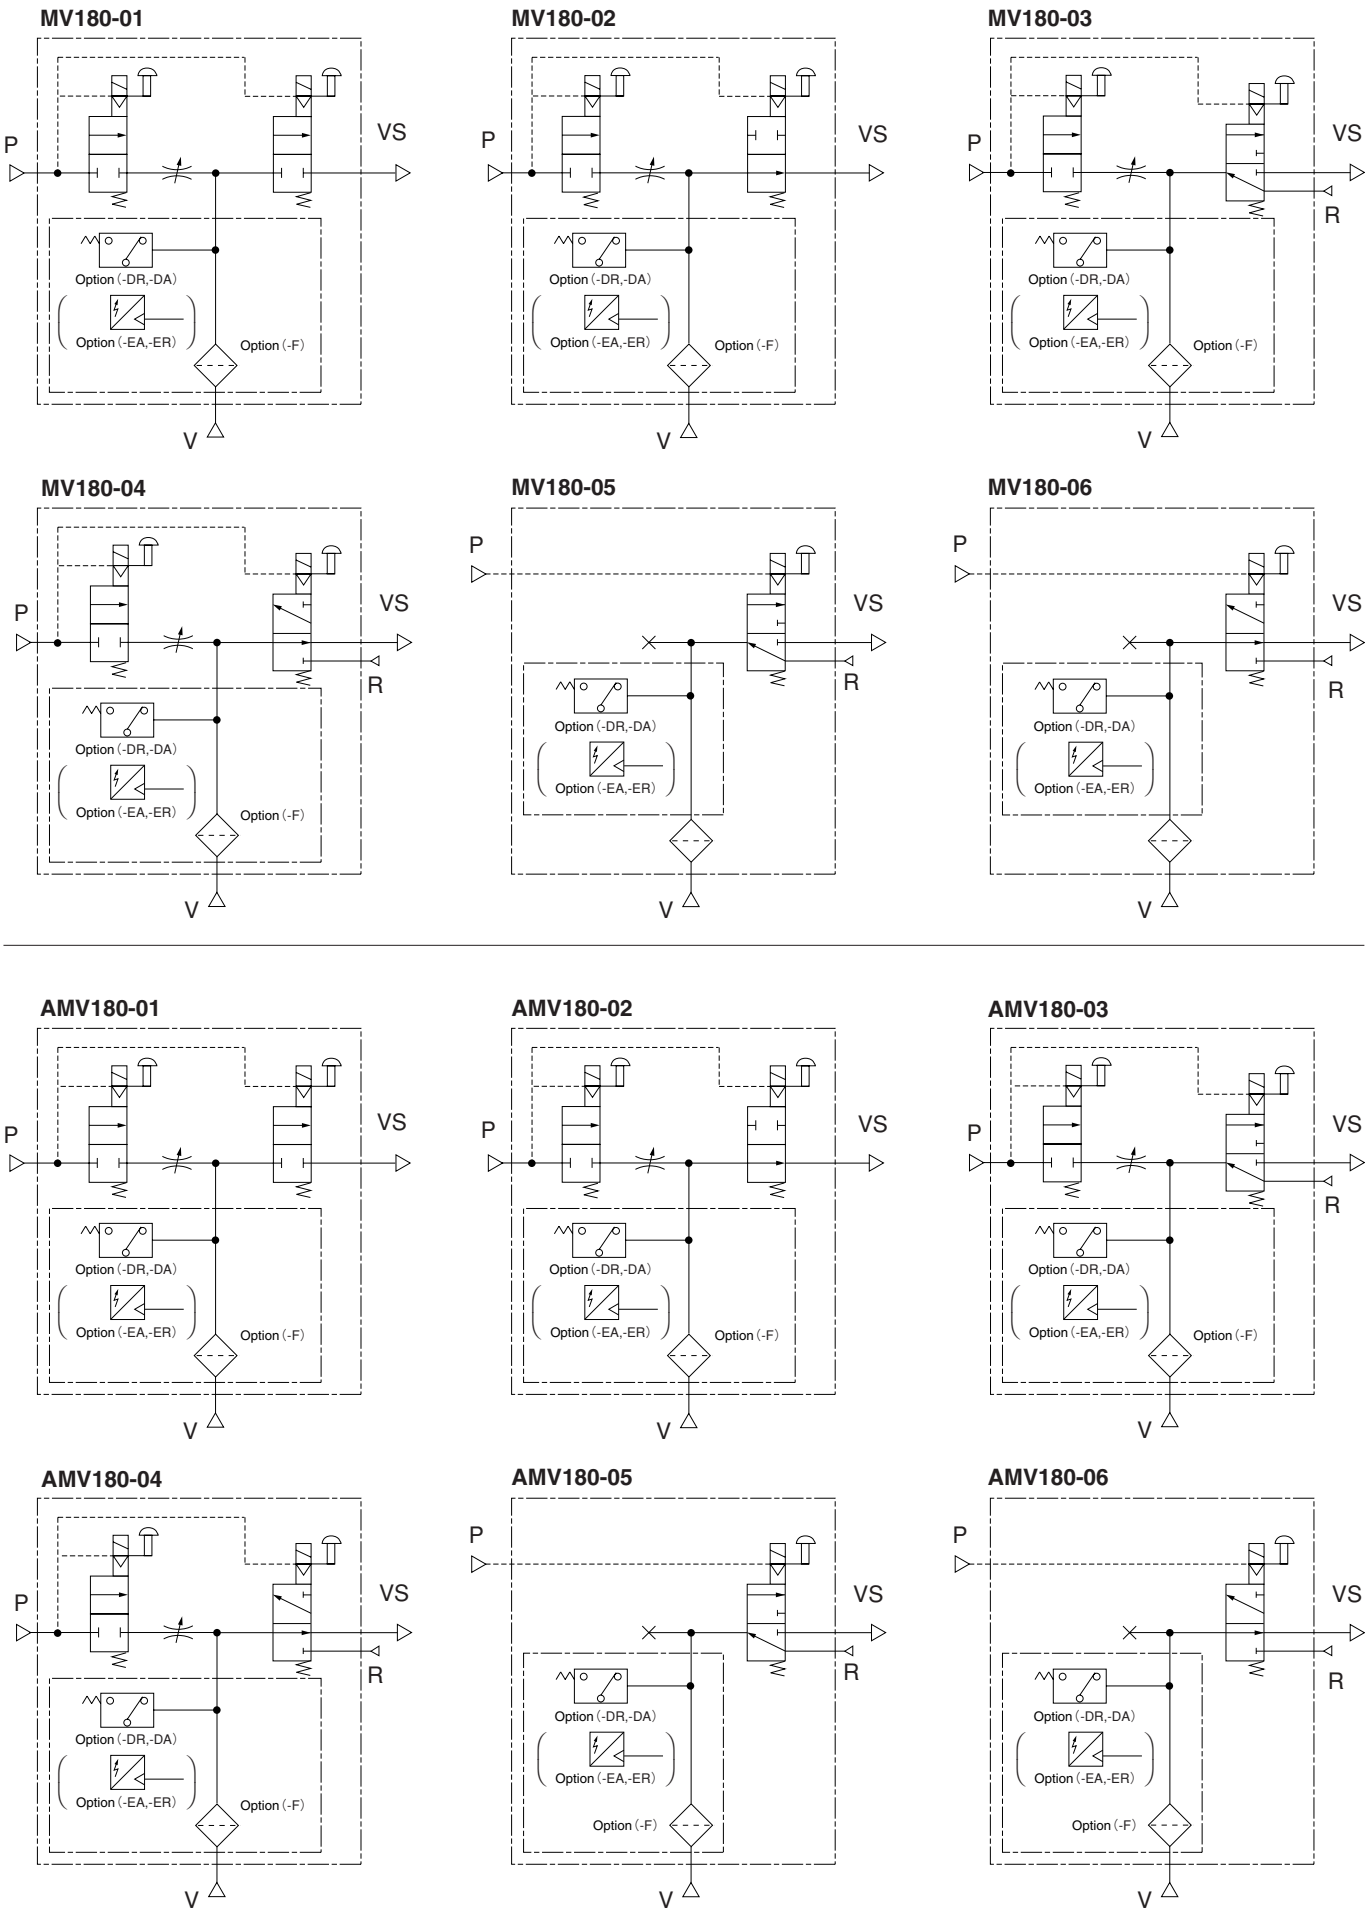 MV180-01
P
VS
Option (-DR,-DA)
Option (-EA,-ER)
Option (-F)
V
MV180-02
P
VS
Option (-DR,-DA)
Option (-EA,-ER)
Option (-F)
V
MV180-03
P
VS
R
Option (-DR,-DA)
Option (-EA,-ER)
Option (-F)
V
MV180-04
P
VS
R
Option (-DR,-DA)
Option (-EA,-ER)
Option (-F)
V
MV180-05
P
VS
R
Option (-DR,-DA)
Option (-EA,-ER)
V
MV180-06
P
VS
R
Option (-DR,-DA)
Option (-EA,-ER)
V
AMV180-01
P
VS
Option (-DR,-DA)
Option (-EA,-ER)
Option (-F)
V
AMV180-02
P
VS
Option (-DR,-DA)
Option (-EA,-ER)
Option (-F)
V
AMV180-03
P
VS
R
Option (-DR,-DA)
Option (-EA,-ER)
Option (-F)
V
AMV180-04
P
VS
R
Option (-DR,-DA)
Option (-EA,-ER)
Option (-F)
V
AMV180-05
P
VS
R
Option (-DR,-DA)
Option (-EA,-ER)
Option (-F)
V
AMV180-06
P
VS
R
Option (-DR,-DA)
Option (-EA,-ER)
Option (-F)
V